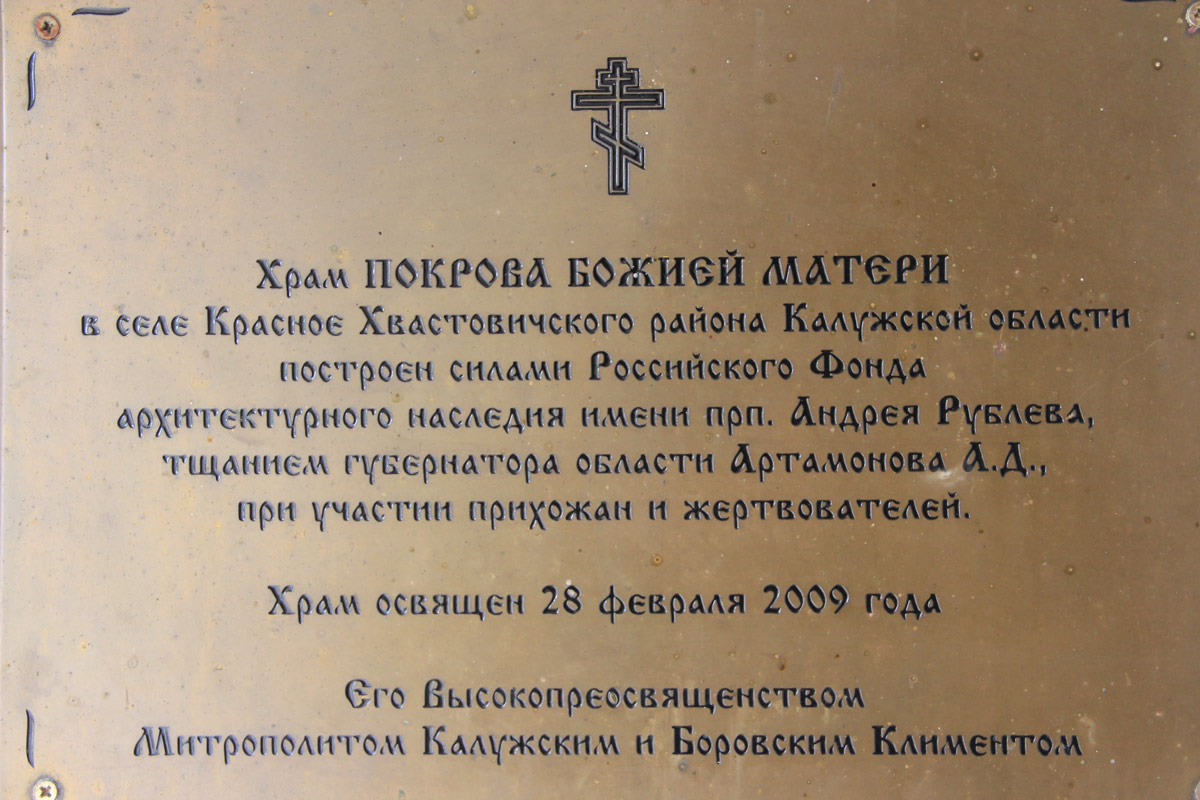 Храм ПОКРОВА БОЖИЕЙ МАТЕРИ
в селе Красное Хвастовичского района Калужской области
построен силами Российского Фонда
архитектурного наследия имени прп. Андрея Рублева,
тщанием губернатора области Артамонова А.Д.,
при участии прихожан и жертвователей.
Храм освящен 28 февраля 2009 года
Его Высокопреосвященством
Митрополитом Калужским и Боровским Климентом